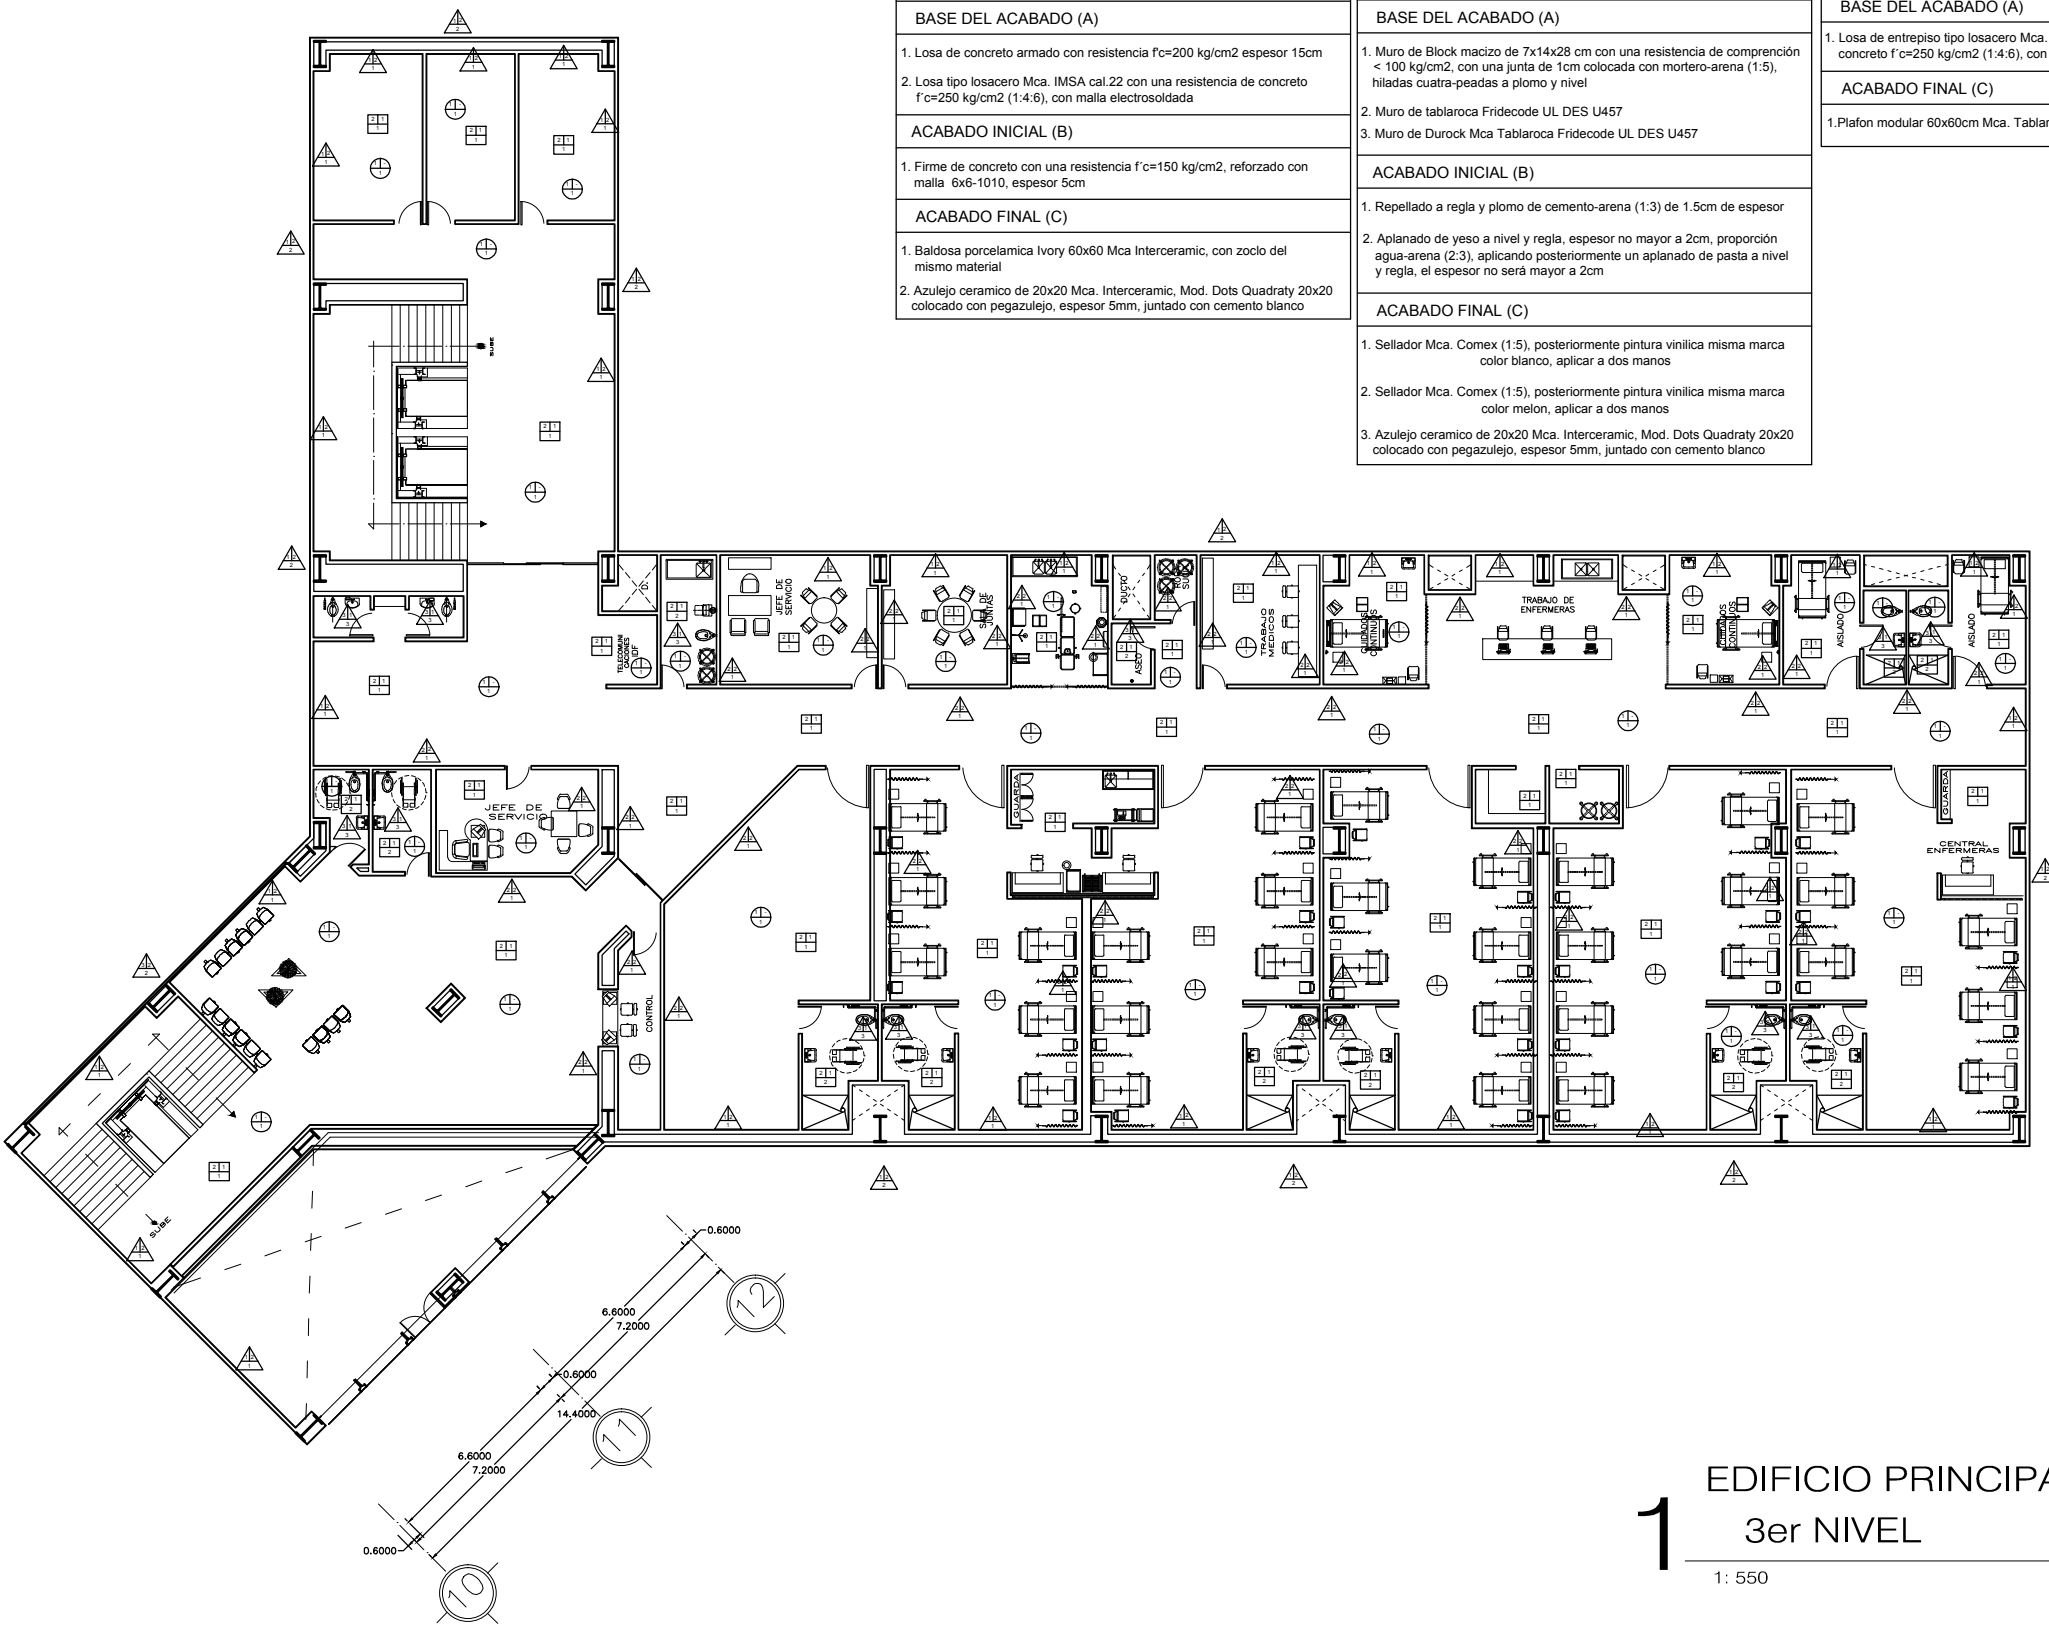 BASE DEL ACABADO (A)
1. Losa de concreto armado con resistencia f'c=200 kg/cm2 espesor 15cm
2. Losa tipo losacero Mca. IMSA cal.22 con una resistencia de concreto
f´c=250 kg/cm2 (1:4:6), con malla electrosoldada
ACABADO INICIAL (B)
1. Firme de concreto con una resistencia f´c=150 kg/cm2, reforzado con
malla 6x6-1010, espesor 5cm
ACABADO FINAL (C)
1. Baldosa porcelamica Ivory 60x60 Mca Interceramic, con zoclo del
mismo material
2. Azulejo ceramico de 20x20 Mca. Interceramic, Mod. Dots Quadraty 20x20
colocado con pegazulejo, espesor 5mm, juntado con cemento blanco
BASE DEL ACABADO (A)
1. Muro de Block macizo de 7x14x28 cm con una resistencia de comprención
< 100 kg/cm2, con una junta de 1cm colocada con mortero-arena (1:5),
hiladas cuatra-peadas a plomo y nivel
2. Muro de tablaroca Fridecode UL DES U457
3. Muro de Durock Mca Tablaroca Fridecode UL DES U457
ACABADO INICIAL (B)
1. Repellado a regla y plomo de cemento-arena (1:3) de 1.5cm de espesor
2. Aplanado de yeso a nivel y regla, espesor no mayor a 2cm, proporción
agua-arena (2:3), aplicando posteriormente un aplanado de pasta a nivel
y regla, el espesor no será mayor a 2cm
ACABADO FINAL (C)
1. Sellador Mca. Comex (1:5), posteriormente pintura vinilica misma marca
color blanco, aplicar a dos manos
2. Sellador Mca. Comex (1:5), posteriormente pintura vinilica misma marca
color melon, aplicar a dos manos
3. Azulejo ceramico de 20x20 Mca. Interceramic, Mod. Dots Quadraty 20x20
colocado con pegazulejo, espesor 5mm, juntado con cemento blanco
BASE DEL ACABADO (A)
1. Losa de entrepiso tipo losacero Mca.
concreto f´c=250 kg/cm2 (1:4:6), con
ACABADO FINAL (C)
1.Plafon modular 60x60cm Mca.
SUBE
TELECOMUNI
CACIONES
IDF
JEFE DE
SERVICIO
SALA DE
JUNTAS
DUCTO
ASEO
TRABAJO
MEDICOS
CUIDADOS
CONTINUOS
TRABAJO DE
ENFERMERAS
CUIDADOS
CONTINUOS
AISLADO
AISLADO
JEFE DE
SERVICIO
GUARDA
GUARDA
CENTRAL
ENFERMERAS
CONTROL
SUBE
0.6000
12
6.6000
7.2000
0.6000
11
14.4000
6.6000
7.2000
0.6000
10
1
EDIFICIO
3er NIVEL
1: 550